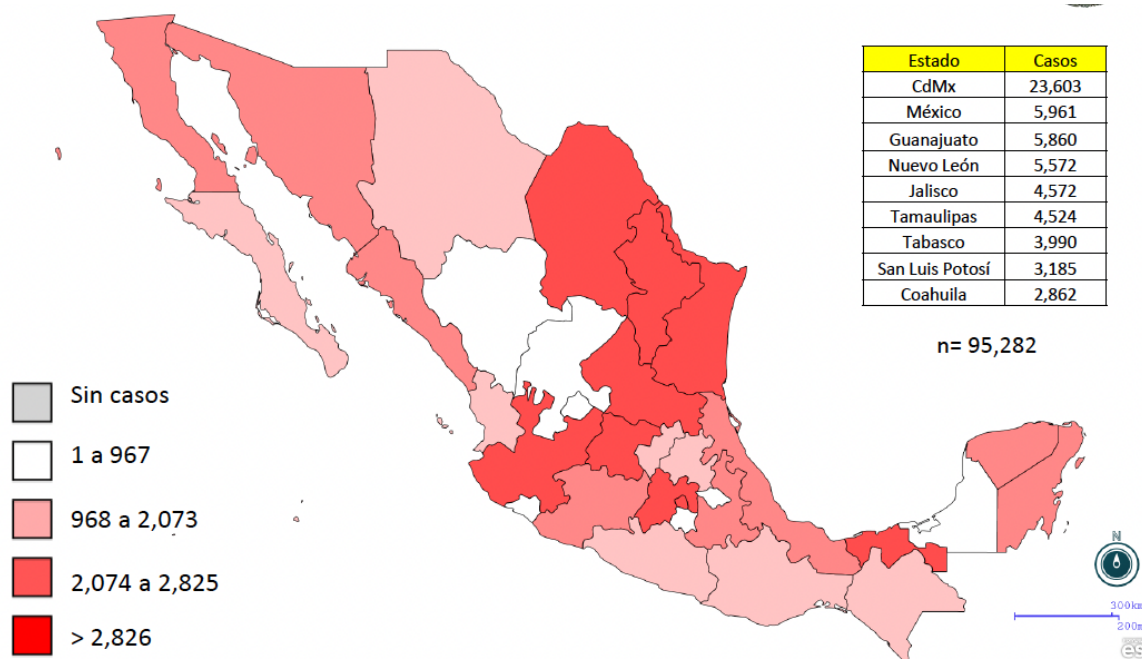 Estado Casos
CdMx 23,603
México 5,961
Guanajuato 5,860
Nuevo León 5,572
Jalisco 4,572
Tamaulipas 4,524
Tabasco 3,990
San Luis Potosí 3,185
Coahuila 2,862
n= 95,282
Sin casos
1 a 967
968 a 2,073
2,074 a 2,825
> 2,826
N
300km